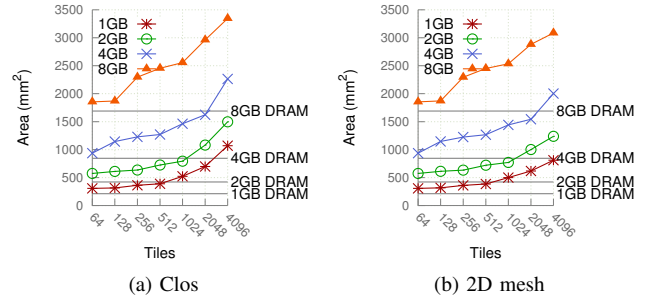 3500
3000
2500
2000
1500
1000
500
0
Area (mm²)
1GB
2GB
4GB
8GB
8GB DRAM
4GB DRAM
2GB DRAM
1GB DRAM
64
128
256
512
1024
2048
4096
Tiles
(a) Clos
3500
3000
2500
2000
1500
1000
500
0
Area (mm²)
1GB
2GB
4GB
8GB
8GB DRAM
4GB DRAM
2GB DRAM
1GB DRAM
64
128
256
512
1024
2048
4096
Tiles
(b) 2D mesh